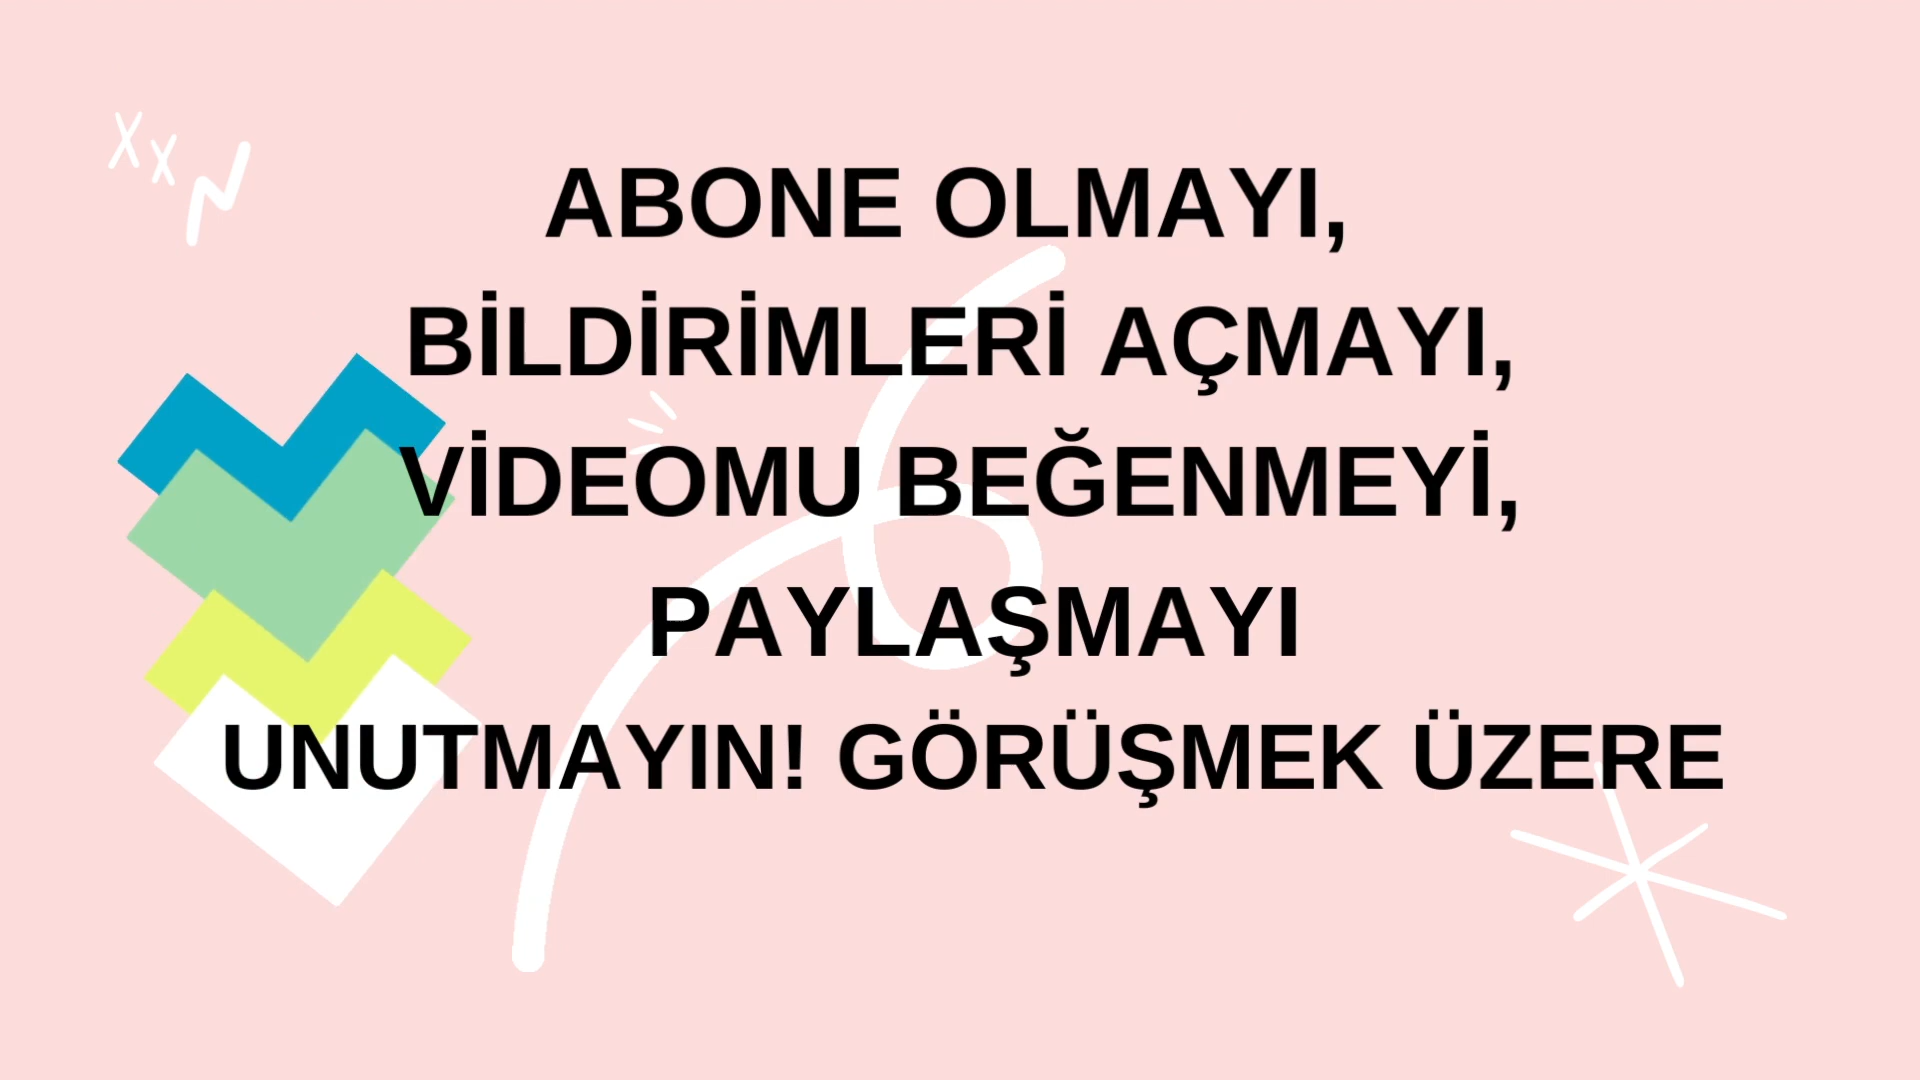 ABONE OLMAYI,
BİLDİRİMLERİ AÇMAYI,
VİDEOMU BEĞENMEYİ,
PAYLAŞMAYI
UNUTMAYIN! GÖRÜŞMEK ÜZERE